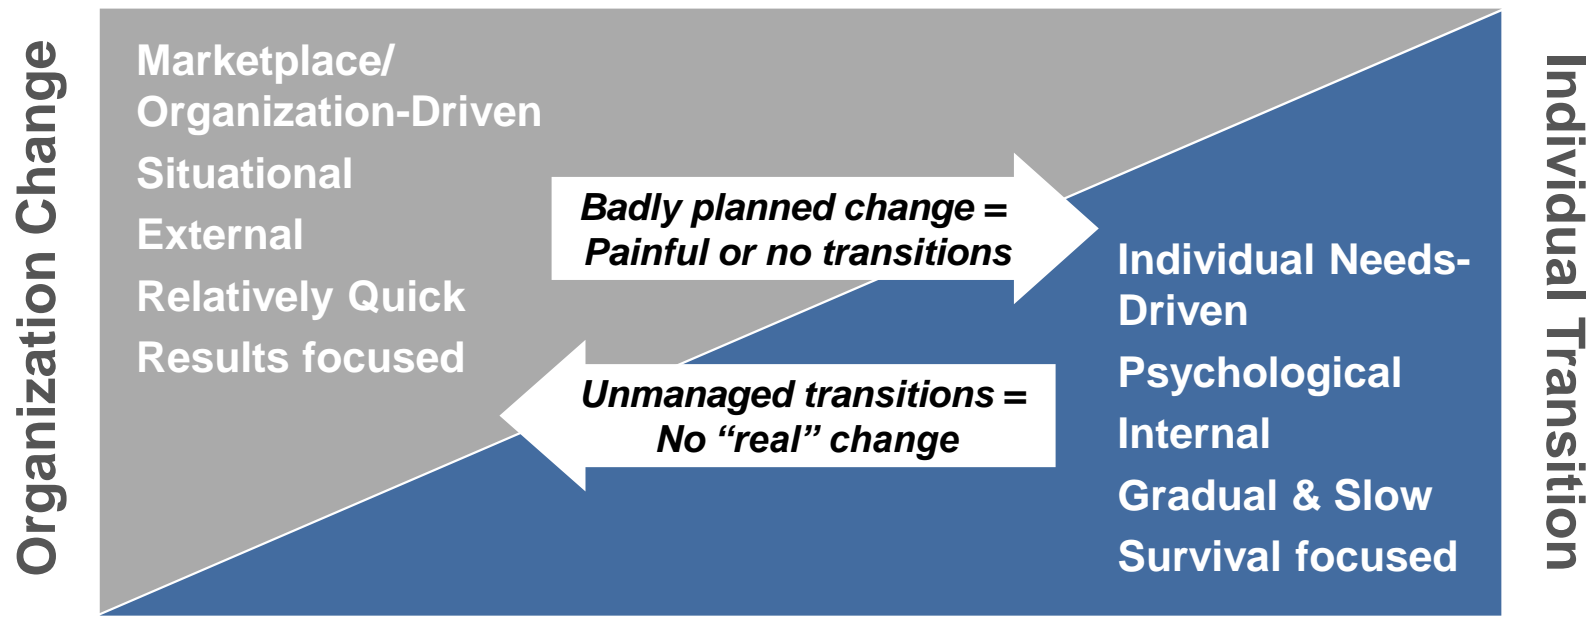 Organization Change
Marketplace/
Organization-Driven
Situational
External
Relatively Quick
Results focused
Badly planned change =
Painful or no transitions
Unmanaged transitions =
No “real” change
Individual Needs-
Driven
Psychological
Internal
Gradual & Slow
Survival focused
Individual Transition